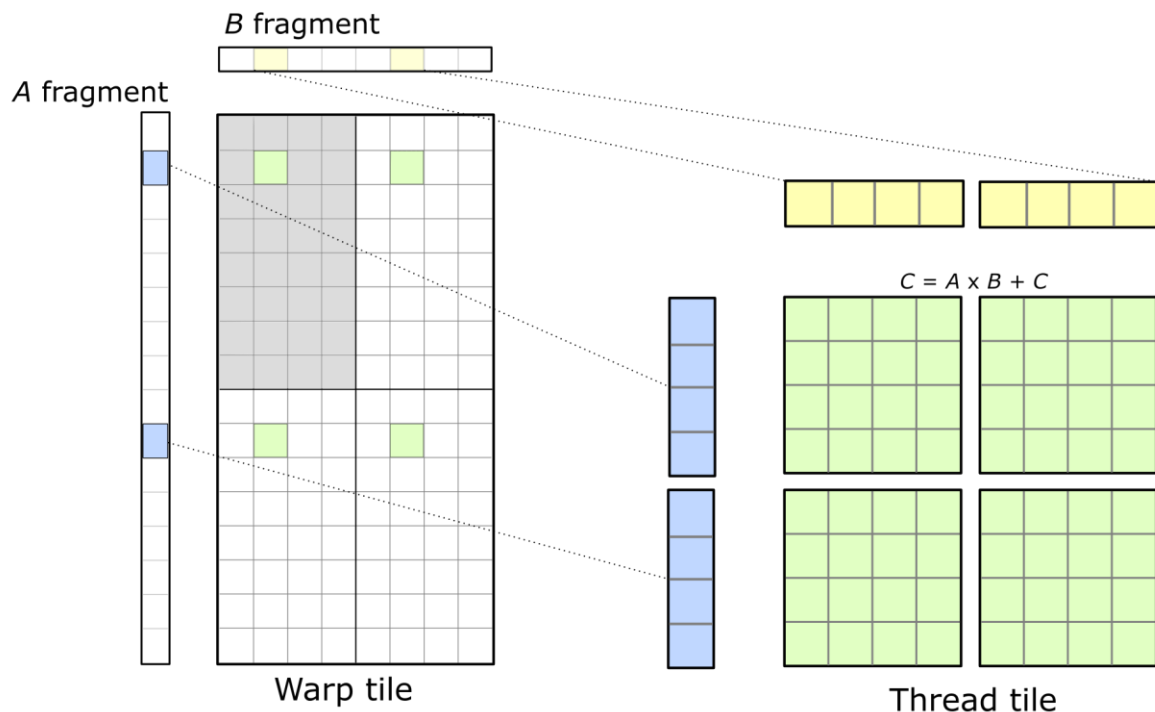 B fragment
A fragment
C = A x B + C
Warp tile
Thread tile